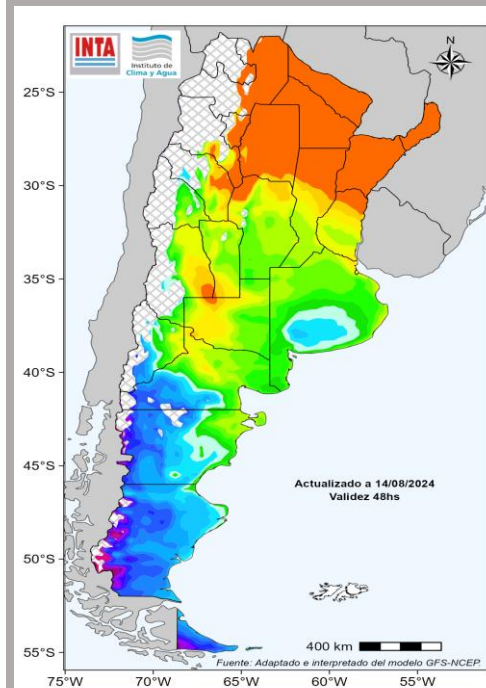 INTA
Instituto de
Clima y Agua
N
25°S
30°S
35°S
40°S
45°S
50°S
55°S
Actualizado a 14/08/2024
Validez 48hs
400 km
Fuente: Adaptado e interpretado del modelo GFS-NCEP.
75°W
70°W
65°W
60°W
55°W